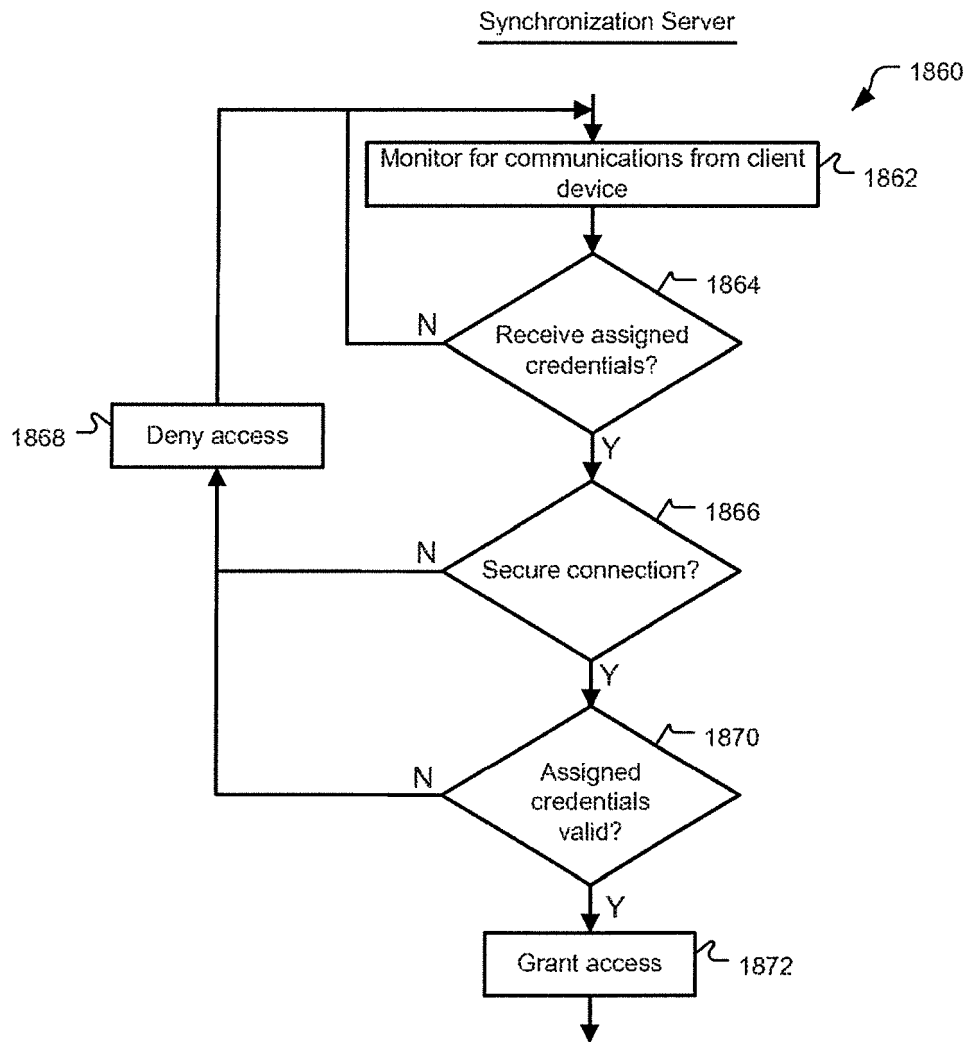 Synchronization Server
1860
Monitor for communications from client
device
1862
1864
N
Receive assigned
credentials?
1868
Deny access
Y
1866
N
Secure connection?
Y
1870
N
Assigned
credentials
valid?
Y
Grant access
1872